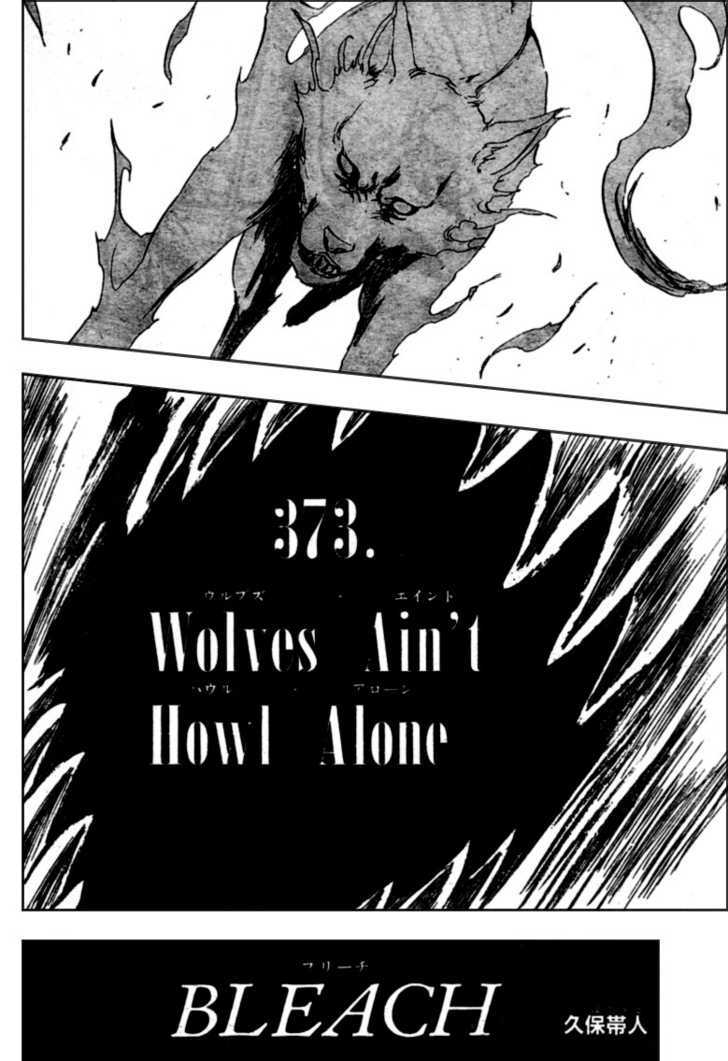 373.
ウルブズ・エイント
Wolves Ain't
ハウル・アローン
Howl Alone
ブリーチ
BLEACH
久保帯人